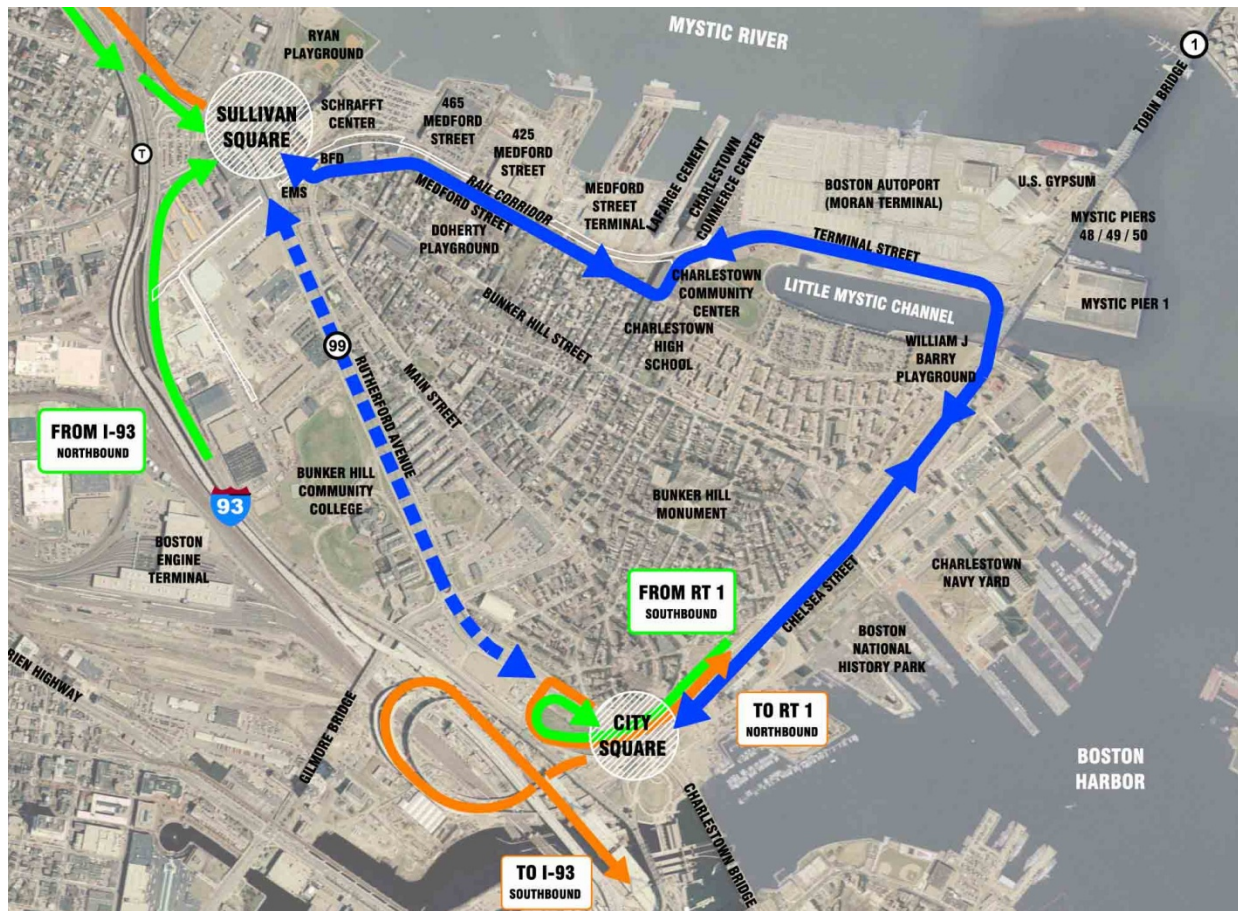 MYSTIC RIVER
1
TOBIN BRIDGE
RYAN
PLAYGROUND
SULLIVAN
SQUARE
SCHRAFFT
CENTER
465
MEDFORD
STREET
425
MEDFORD
STREET
T
BFD
EMS
RAIL CORRIDOR
MEDFORD STREET
DOHERTY
PLAYGROUND
MEDFORD
STREET
TERMINAL
LAFARGE CEMENT
CHARLESTOWN
COMMERCE CENTER
BOSTON AUTOPORT
(MORAN TERMINAL)
U.S. GYPSUM
MYSTIC PIERS
48 / 49 / 50
TERMINAL STREET
MYSTIC PIER 1
LITTLE MYSTIC CHANNEL
CHARLESTOWN
COMMUNITY
CENTER
BUNKER HILL STREET
CHARLESTOWN
HIGH
SCHOOL
WILLIAM J
BARRY
PLAYGROUND
99
RUTHERFORD AVENUE
MAIN STREET
FROM I-93
NORTHBOUND
93
BUNKER HILL
COMMUNITY
COLLEGE
BUNKER HILL
MONUMENT
BOSTON
ENGINE
TERMINAL
FROM RT 1
SOUTHBOUND
CHELSEA STREET
CHARLESTOWN
NAVY YARD
BOSTON
NATIONAL
HISTORY PARK
RIEN HIGHWAY
GILMORE BRIDGE
CITY
SQUARE
TO RT 1
NORTHBOUND
BOSTON
HARBOR
CHARLESTOWN BRIDGE
TO I-93
SOUTHBOUND